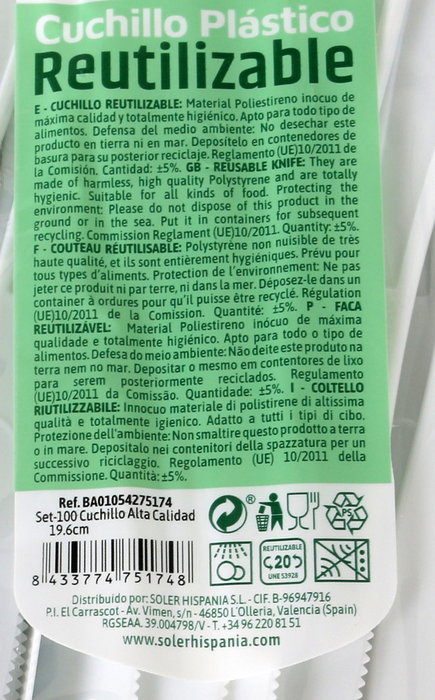 Cuchillo Plástico
Reutilizable
E - CUCHILLO REUTILIZABLE: Material Poliestireno inocuo de
máxima calidad y totalmente higiénico. Apto para todo tipo de
alimentos. Defensa del medio ambiente: No desechar este
producto en tierra ni en mar. Deposítelo en contenedores de
basura para su posterior reciclaje. Reglamento (UE)10/2011 de
la Comisión. Cantidad: ±5%. GB - REUSABLE KNIFE: They are
made of harmless, high quality Polystyrene and are totally
hygienic. Suitable for all kinds of food. Protecting the
environment: Please do not dispose of this product in the
ground or in the sea. Put it in containers for subsequent
recycling. Commission Reglament (UE)10/2011. Quantity: ±5%.
F - COUTEAU RÉUTILISABLE: Polystyrène non nuisible de très
haute qualité, et ils sont entièrement hygiéniques. Prévu pour
tous types d'aliments. Protection de l'environnement: Ne pas
jeter ce produit ni par terre, ni dans la mer. Déposez-le dans un
container à ordures pour qu'il puisse être recyclé. Régulation
(UE)10/2011 de la Comission. Quantité: ±5%. P - FACA
REUTILIZÁVEL: Material Poliestireno inócuo de máxima
qualidade e totalmente higiénico. Apto para todo o tipo de
alimentos. Defesa do meio ambiente: Não deite este produto na
terra nem no mar. Depositar o mesmo em contentores de lixo
para serem posteriormente reciclados. Regulamento
(UE)10/2011 da Comissão. Quantidade: ±5%. I - COLTELLO
RIUTILIZZABILE: Innocuo materiale di polistirene di altissima
qualità e totalmente igienico. Adatto a tutti i tipi di cibo.
Protezione dell'ambiente: Non smaltire questo prodotto a terra
o in mare. Depositalo nei contenitori della spazzatura per un
successivo riciclaggio. Regolamento (UE) 10/2011 della
Commissione. Quantità: ±5%.
Ref. BA01054275174
Set-100 Cuchillo Alta Calidad
19.6cm
®
PS
REUTILIZABLE
20
UNE 53928
8 433774 751748
Distribuido por: SOLER HISPANIA S.L. - CIF. B-96947916
P.I. El Carrascot - Av. Vimen, s/n - 46850 L'Olleria, Valencia (Spain)
RGSEAA. 39.004798/V - T. +34 96 220 81 51
www.solerhispania.com